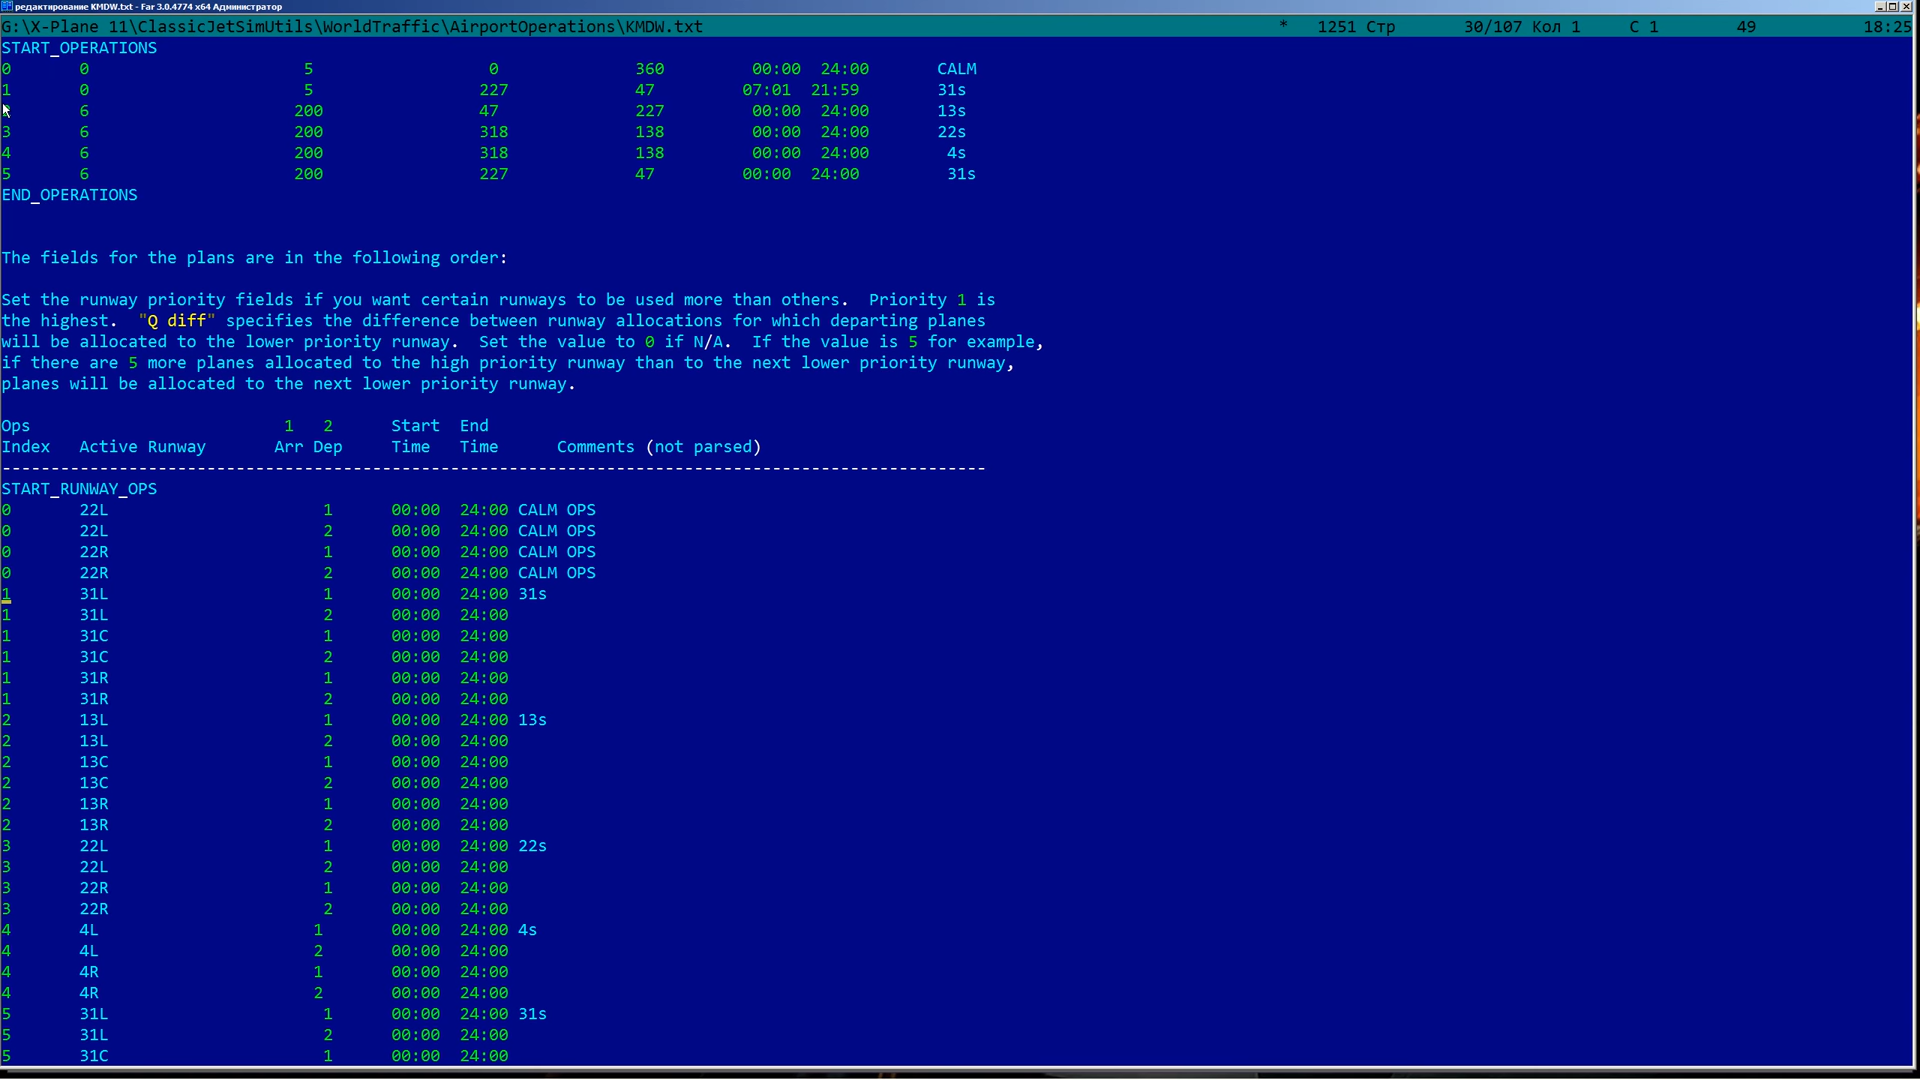 редактирование KMDW.txt - Far 3.0.4774 x64 Администратор
G:\X-Plane 11\ClassicJetSimUtils\WorldTraffic\AirportOperations\KMDW.txt * 1251 Стр 30/107 Кол 1 С 1 49 18:25
START_OPERATIONS
0 0 5 0 360 00:00 24:00 CALM
1 0 5 227 47 07:01 21:59 31s
6 200 47 227 00:00 24:00 13s
3 6 200 318 138 00:00 24:00 22s
4 6 200 318 138 00:00 24:00 4s
5 6 200 227 47 00:00 24:00 31s
END_OPERATIONS
The fields for the plans are in the following order:
Set the runway priority fields if you want certain runways to be used more than others. Priority 1 is
the highest. "Q diff" specifies the difference between runway allocations for which departing planes
will be allocated to the lower priority runway. Set the value to 0 if N/A. If the value is 5 for example,
if there are 5 more planes allocated to the high priority runway than to the next lower priority runway,
planes will be allocated to the next lower priority runway.
Ops 1 2 Start End
Index Active Runway Arr Dep Time Time Comments (not parsed)
-----------------------------------------------------------------------------------------------------
START_RUNWAY_OPS
0 22L 1 00:00 24:00 CALM OPS
0 22L 2 00:00 24:00 CALM OPS
0 22R 1 00:00 24:00 CALM OPS
0 22R 2 00:00 24:00 CALM OPS
1 31L 1 00:00 24:00 31s
1 31L 2 00:00 24:00
1 31C 1 00:00 24:00
1 31C 2 00:00 24:00
1 31R 1 00:00 24:00
1 31R 2 00:00 24:00
2 13L 1 00:00 24:00 13s
2 13L 2 00:00 24:00
2 13C 1 00:00 24:00
2 13C 2 00:00 24:00
2 13R 1 00:00 24:00
2 13R 2 00:00 24:00
3 22L 1 00:00 24:00 22s
3 22L 2 00:00 24:00
3 22R 1 00:00 24:00
3 22R 2 00:00 24:00
4 4L 1 00:00 24:00 4s
4 4L 2 00:00 24:00
4 4R 1 00:00 24:00
4 4R 2 00:00 24:00
5 31L 1 00:00 24:00 31s
5 31L 2 00:00 24:00
5 31C 1 00:00 24:00